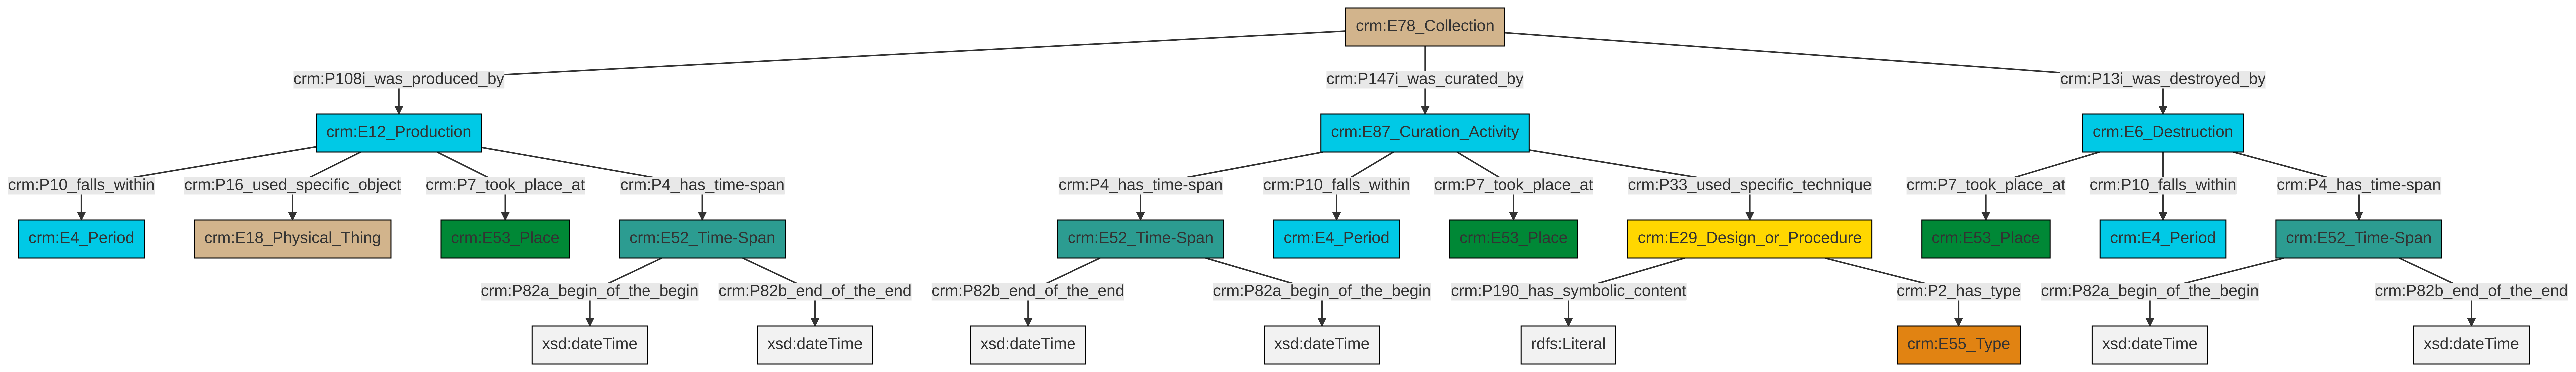 crm:E78_Collection
crm:P108i_was_produced_by
crm:P147i_was_curated_by
crm:P13i_was_destroyed_by
crm:E12_Production
crm:E87_Curation_Activity
crm:E6_Destruction
crm:P10_falls_within
crm:P16_used_specific_object
crm:P7_took_place_at
crm:P4_has_time-span
crm:P4_has_time-span
crm:P10_falls_within
crm:P7_took_place_at
crm:P33_used_specific_technique
crm:P7_took_place_at
crm:P10_falls_within
crm:P4_has_time-span
crm:E4_Period
crm:E18_Physical_Thing
crm:E53_Place
crm:E52_Time-Span
crm:E52_Time-Span
crm:E4_Period
crm:E53_Place
crm:E29_Design_or_Procedure
crm:E53_Place
crm:E4_Period
crm:E52_Time-Span
crm:P82a_begin_of_the_begin
crm:P82b_end_of_the_end
crm:P82b_end_of_the_end
crm:P82a_begin_of_the_begin
crm:P190_has_symbolic_content
crm:P2_has_type
crm:P82a_begin_of_the_begin
crm:P82b_end_of_the_end
xsd:dateTime
xsd:dateTime
xsd:dateTime
xsd:dateTime
rdfs:Literal
crm:E55_Type
xsd:dateTime
xsd:dateTime